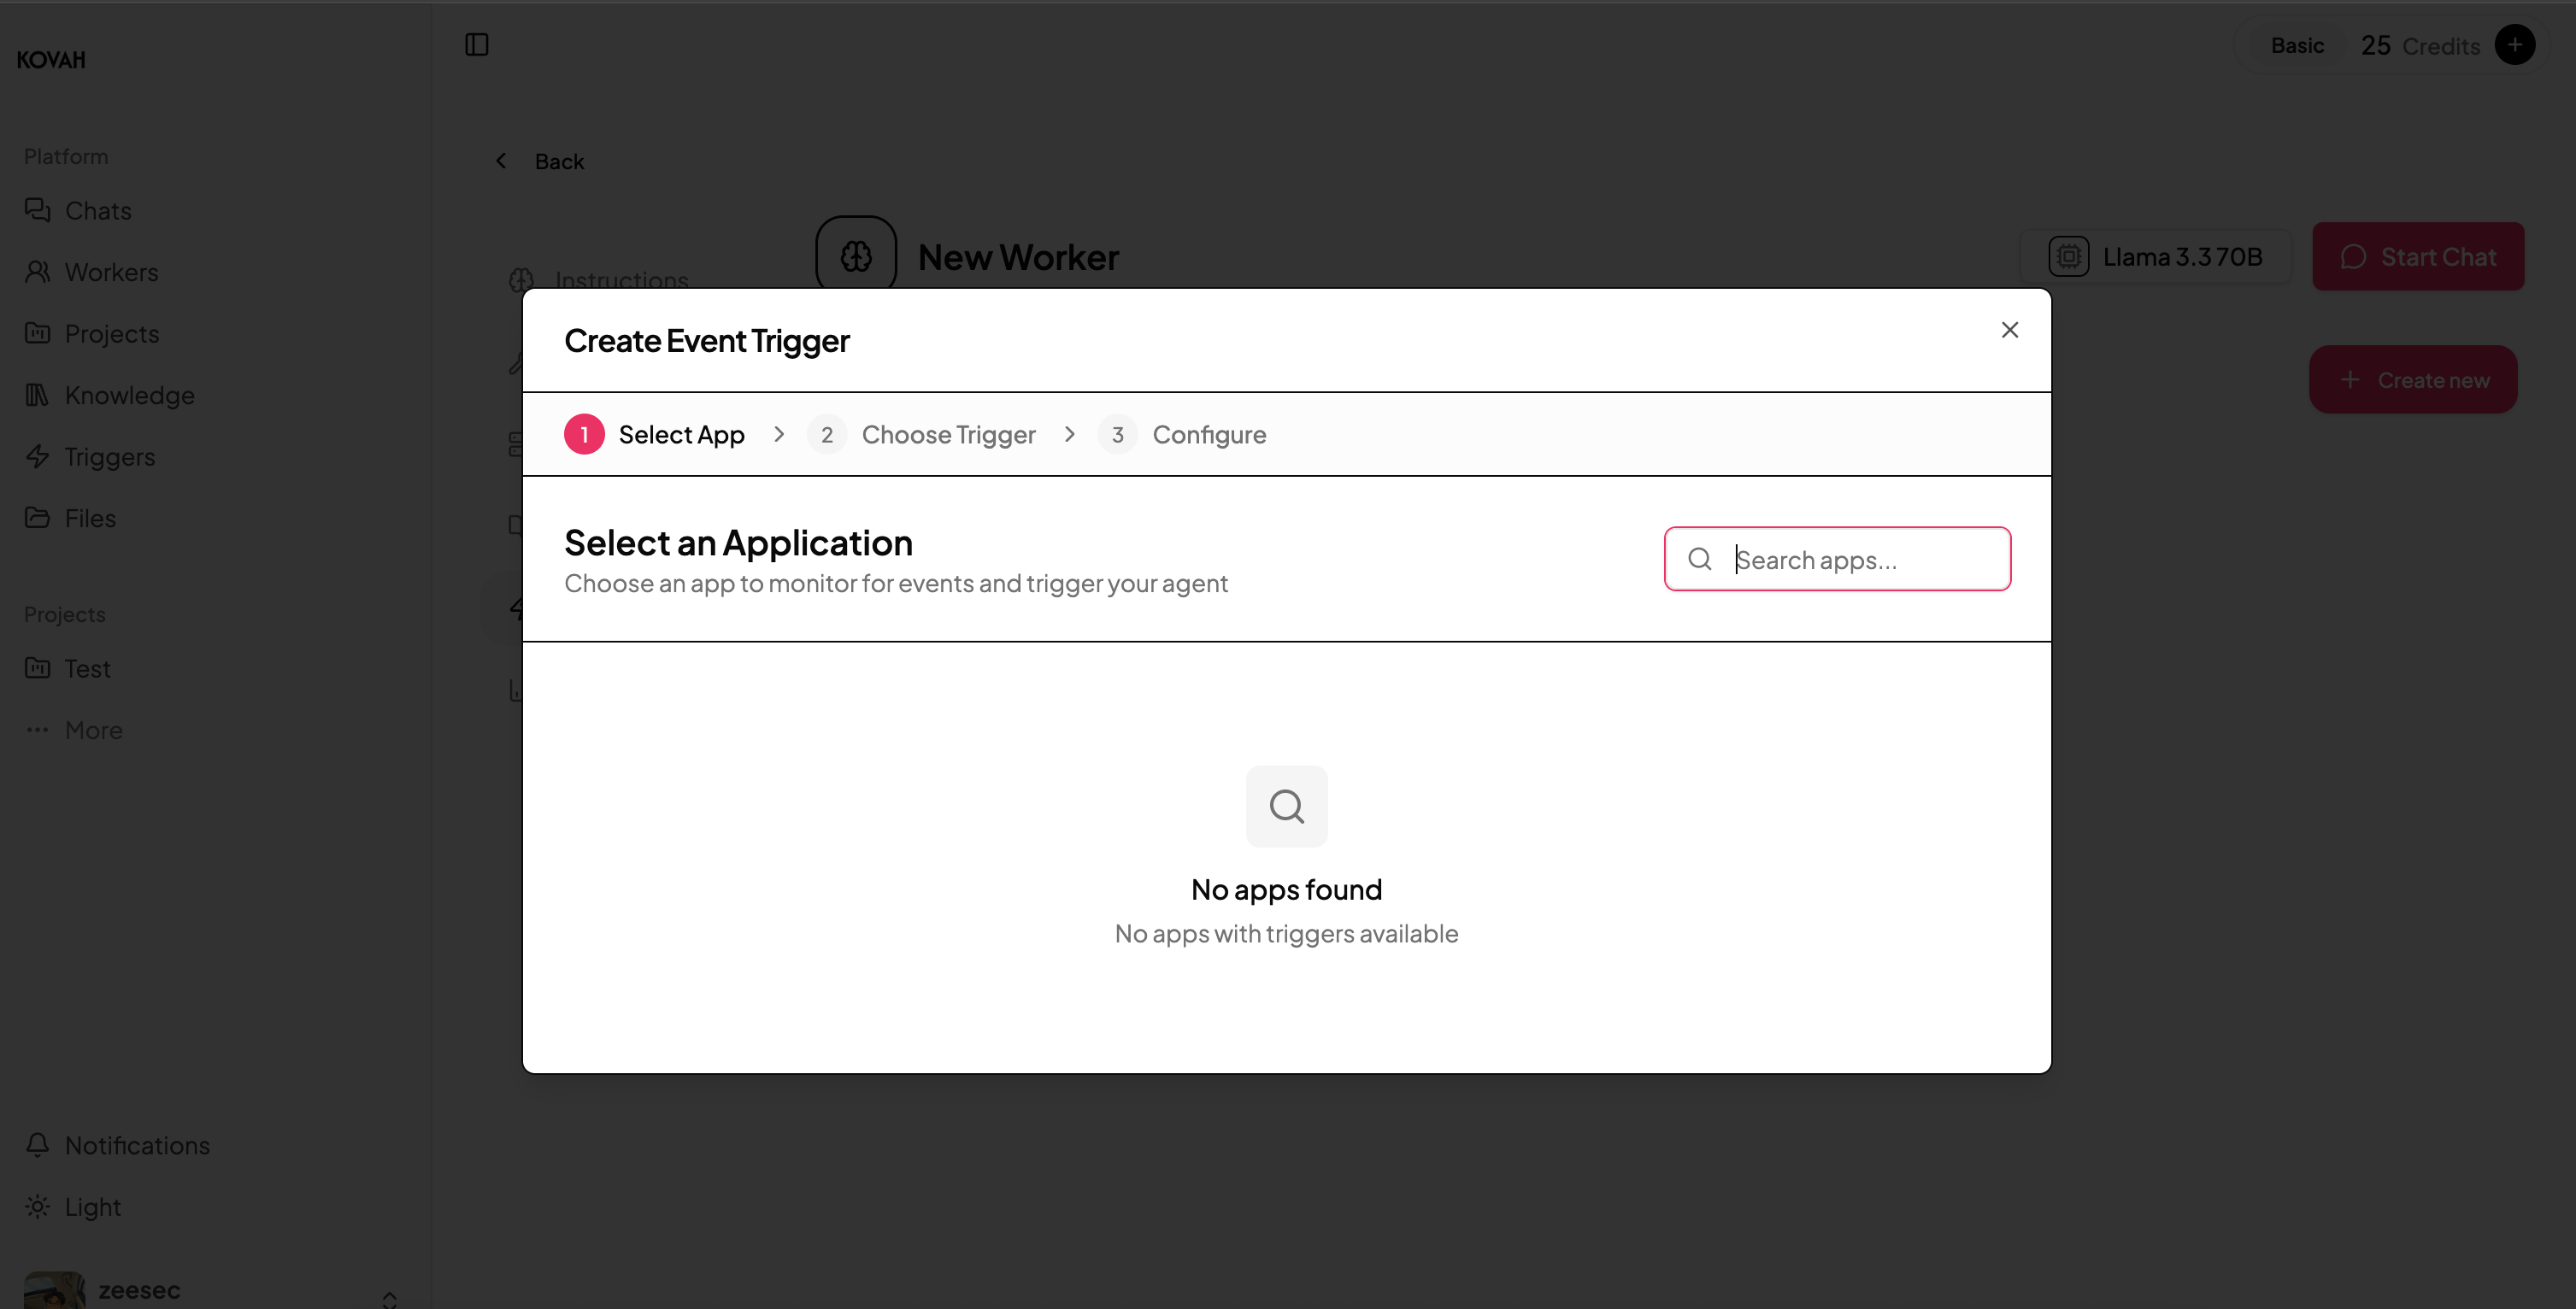 KOVAH
Basic 25 Credits
Platform
Chats
Workers
Projects
Knowledge
Triggers
Files
Projects
Test
More
Notifications
Light
zeesec
Back
Instructions
New Worker
Llama 3.3 70B
Start Chat
Create new
Create Event Trigger
1 Select App 2 Choose Trigger 3 Configure
Select an Application
Choose an app to monitor for events and trigger your agent
Search apps...
No apps found
No apps with triggers available